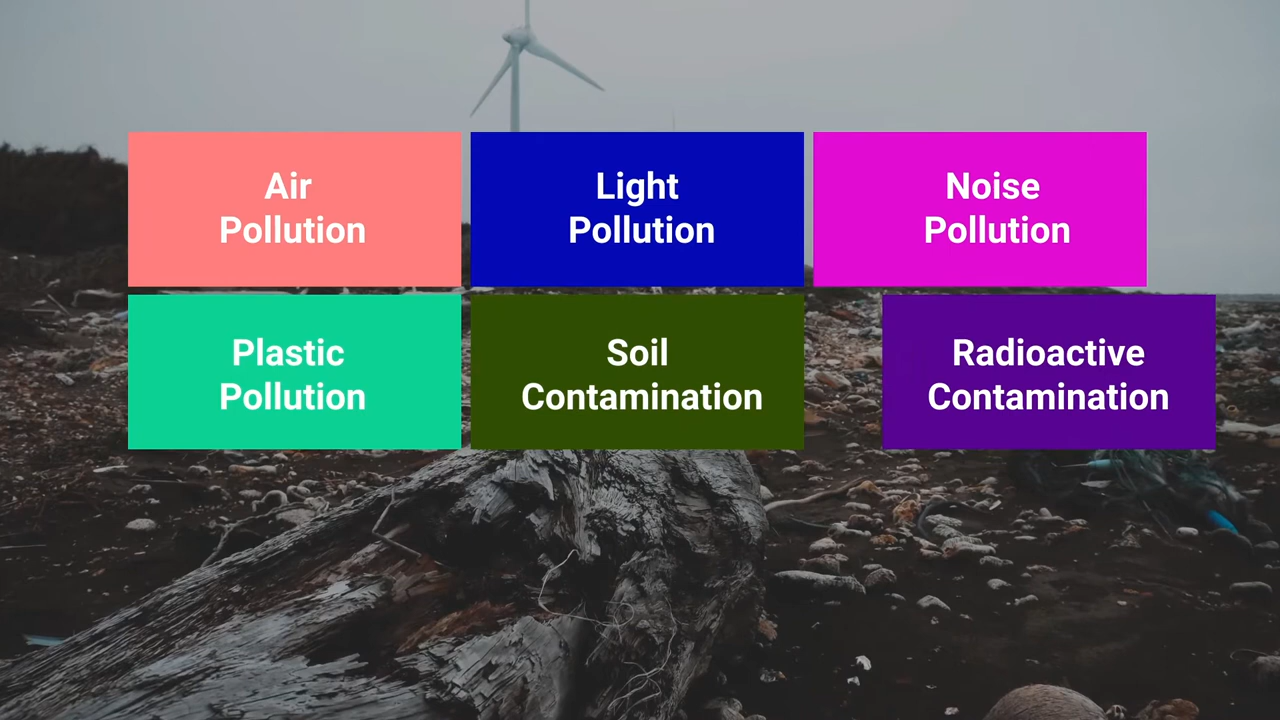 Air
Pollution
Light
Pollution
Noise
Pollution
Plastic
Pollution
Soil
Contamination
Radioactive
Contamination